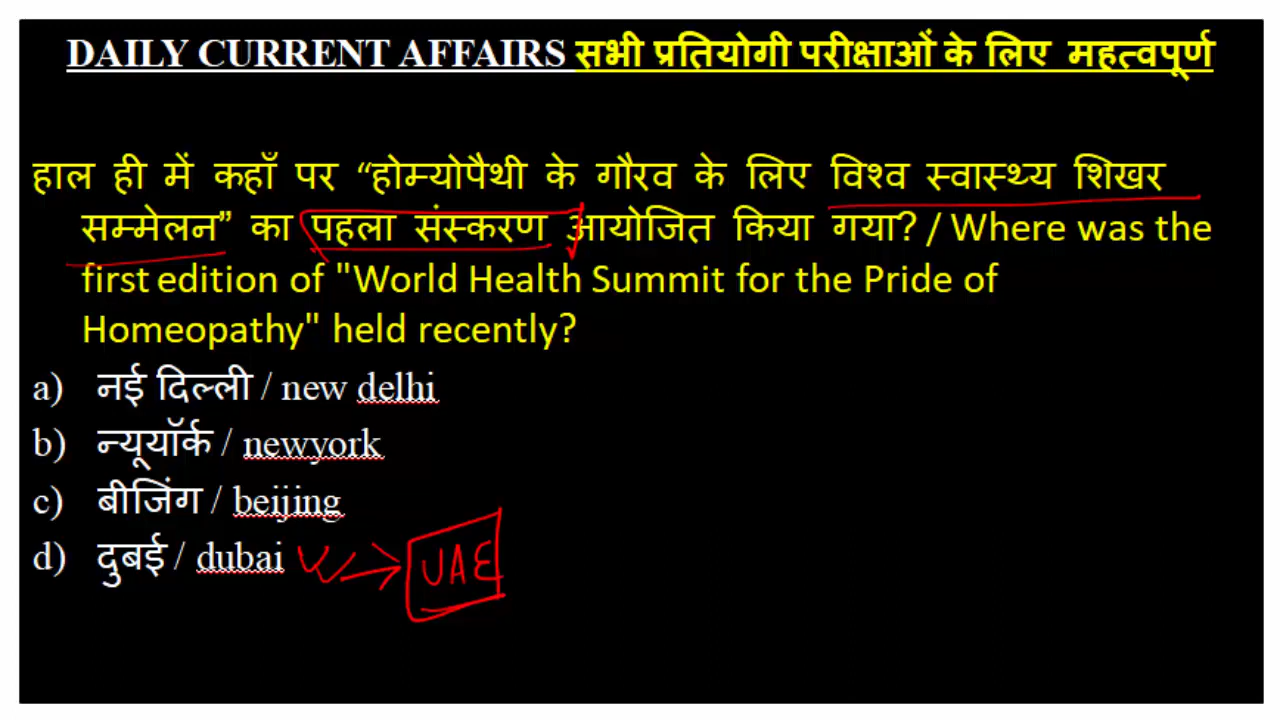 DAILY CURRENT AFFAIRS सभी प्रतियोगी परीक्षाओं के लिए महत्वपूर्ण
हाल ही में कहाँ पर “होम्योपैथी के गौरव के लिए विश्व स्वास्थ्य शिखर
सम्मेलन” का पहला संस्करण आयोजित किया गया? / Where was the
first edition of "World Health Summit for the Pride of
Homeopathy" held recently?
a) नई दिल्ली / new delhi
b) न्यूयॉर्क / newyork
c) बीजिंग / beijing
d) दुबई / dubai UAE